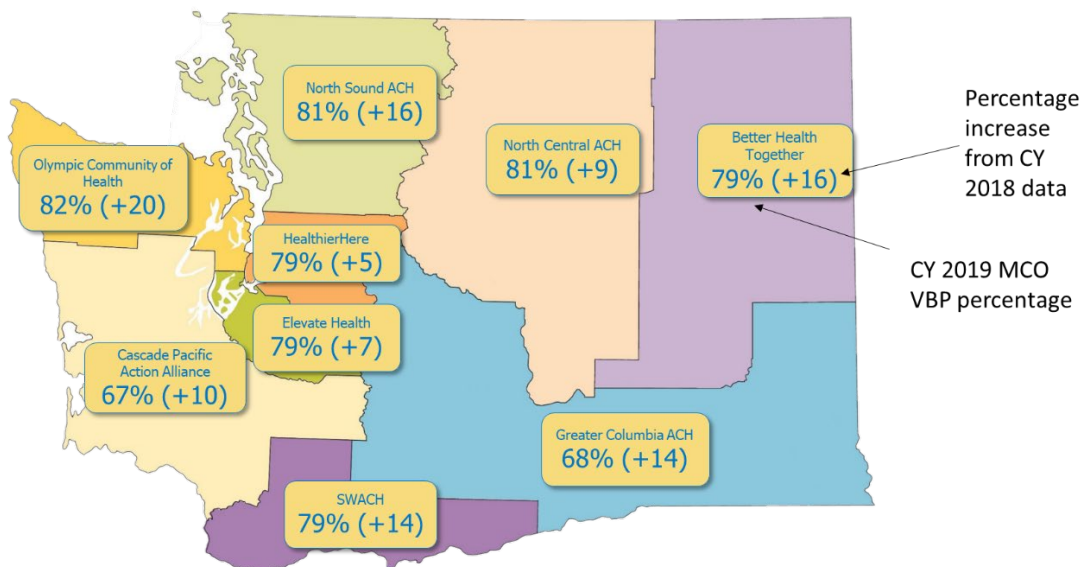 North Sound ACH
81% (+16)
North Central ACH
81% (+9)
Better Health
Together
79% (+16)
Percentage
increase
from CY
2018 data
Olympic Community of
Health
82% (+20)
HealthierHere
79% (+5)
CY 2019 MCO
VBP percentage
Elevate Health
79% (+7)
Cascade Pacific
Action Alliance
67% (+10)
Greater Columbia ACH
68% (+14)
SWACH
79% (+14)